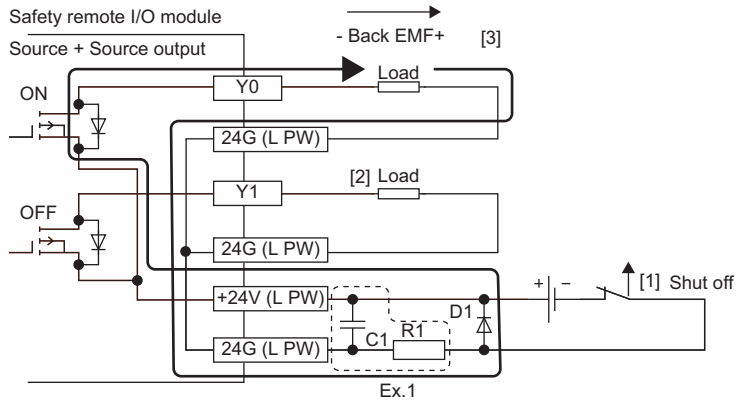 Safety remote I/O module
Source + Source output
- Back EMF+
[3]
ON
Y0
Load
24G (L PW)
[2] Load
Y1
OFF
24G (L PW)
+24V (L PW)
D1
+ −
[1] Shut off
C1
R1
24G (L PW)
Ex.1